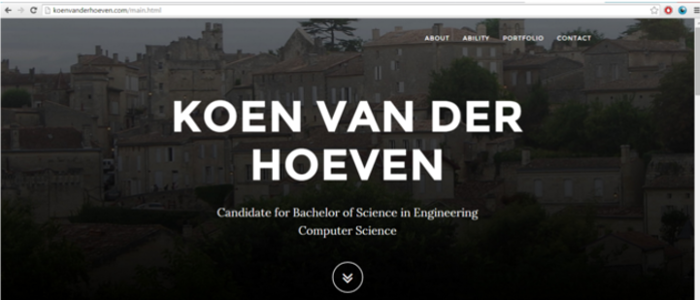 koenvanderhoeven.com/main.html
ABOUT ABILITY PORTFOLIO CONTACT
KOEN VAN DER
HOEVEN
Candidate for Bachelor of Science in Engineering
Computer Science